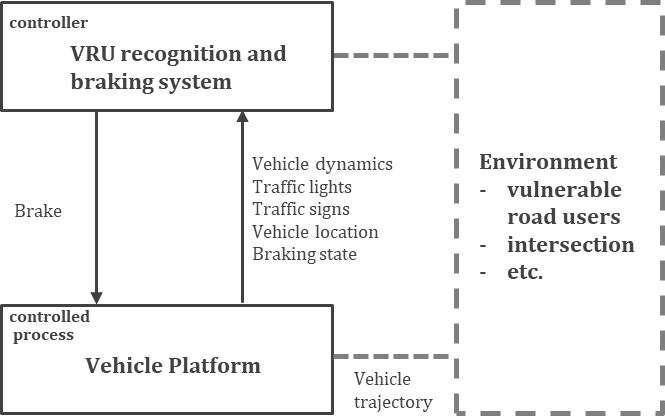 controller
VRU recognition and
braking system
Brake
Vehicle dynamics
Traffic lights
Traffic signs
Vehicle location
Braking state
controlled
process
Vehicle Platform
Vehicle
trajectory
Environment
- vulnerable
road users
- intersection
- etc.